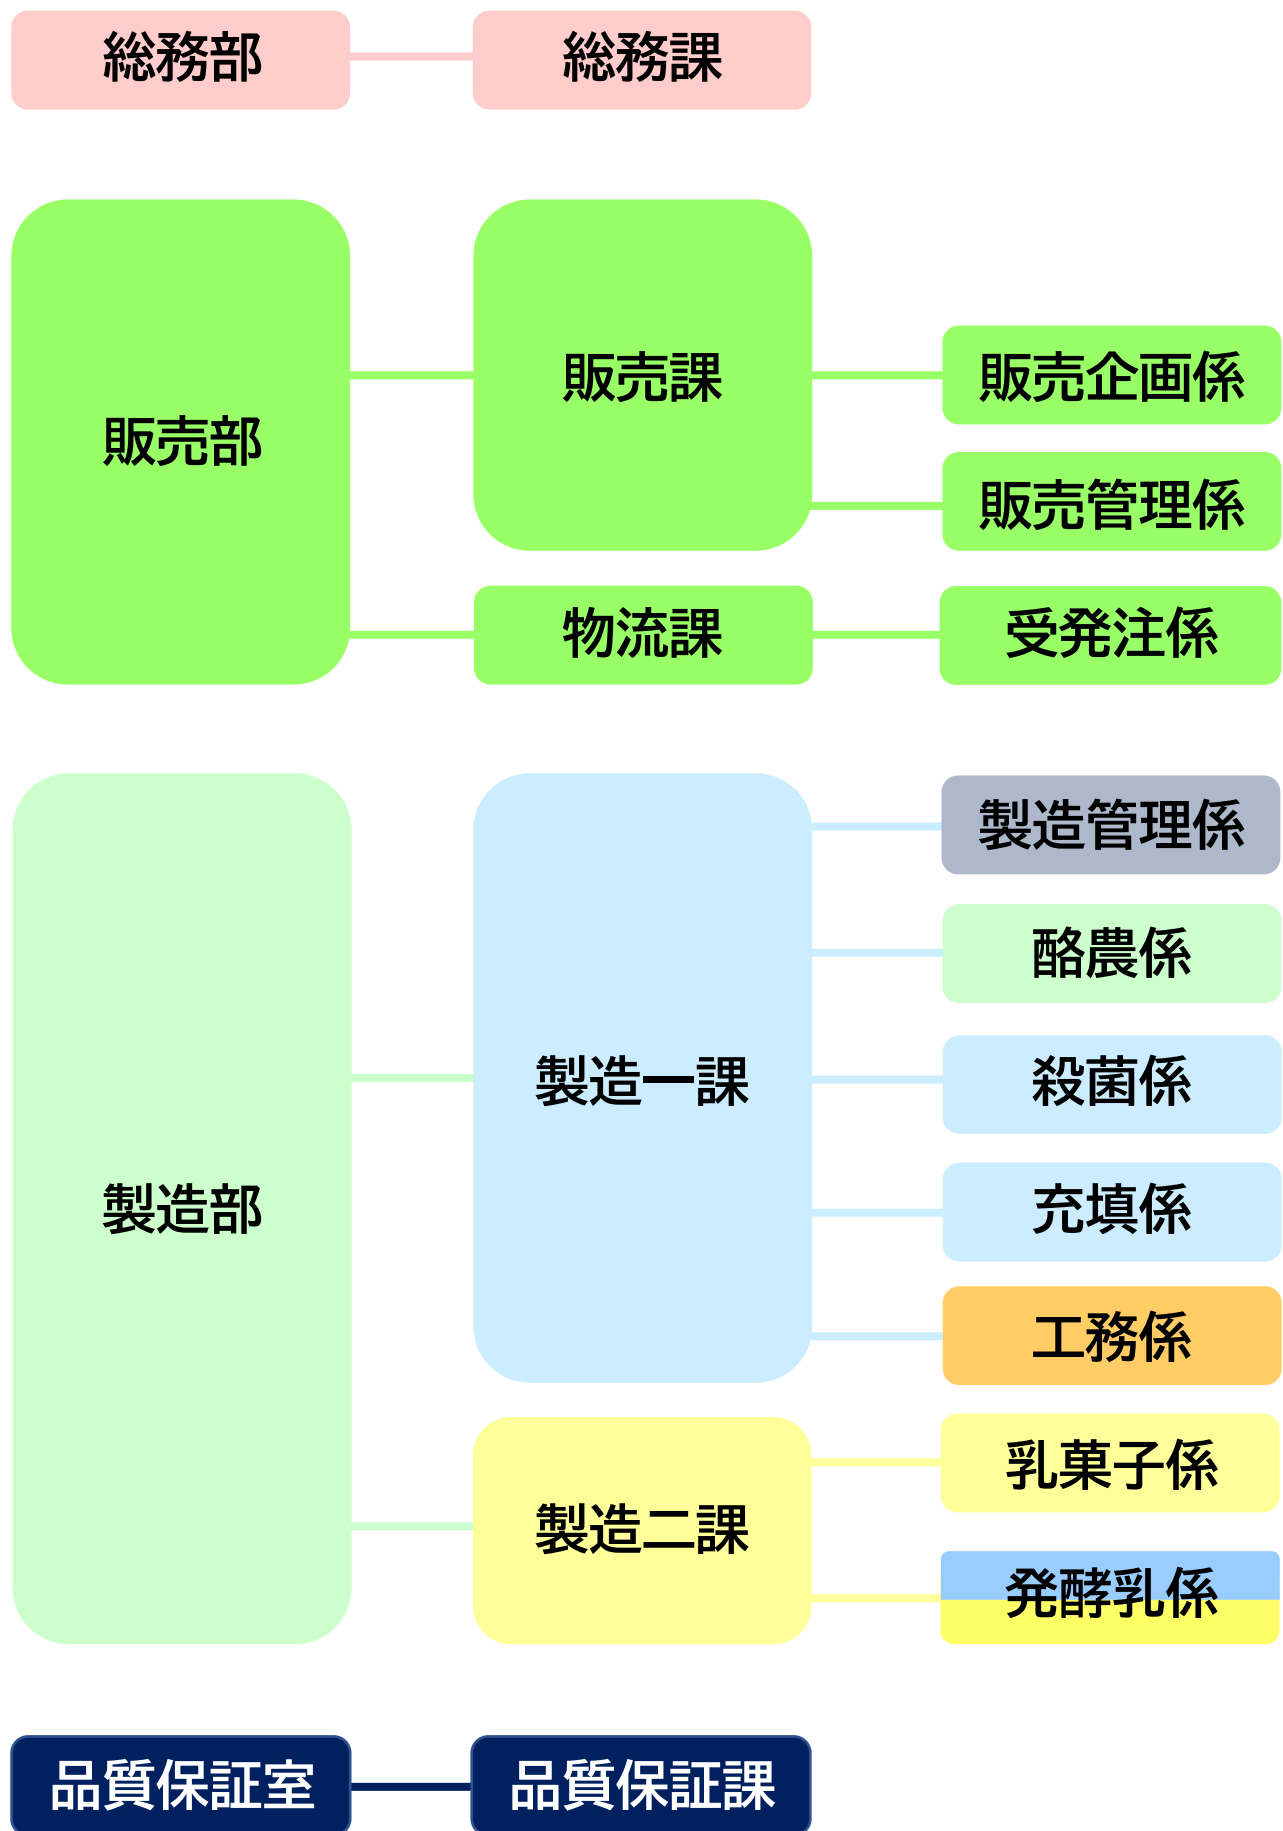 総務部
総務課
販売部
販売課
販売企画係
販売管理係
物流課
受発注係
製造部
製造一課
製造管理係
酪農係
殺菌係
充填係
工務係
製造二課
乳菓子係
発酵乳係
品質保証室
品質保証課